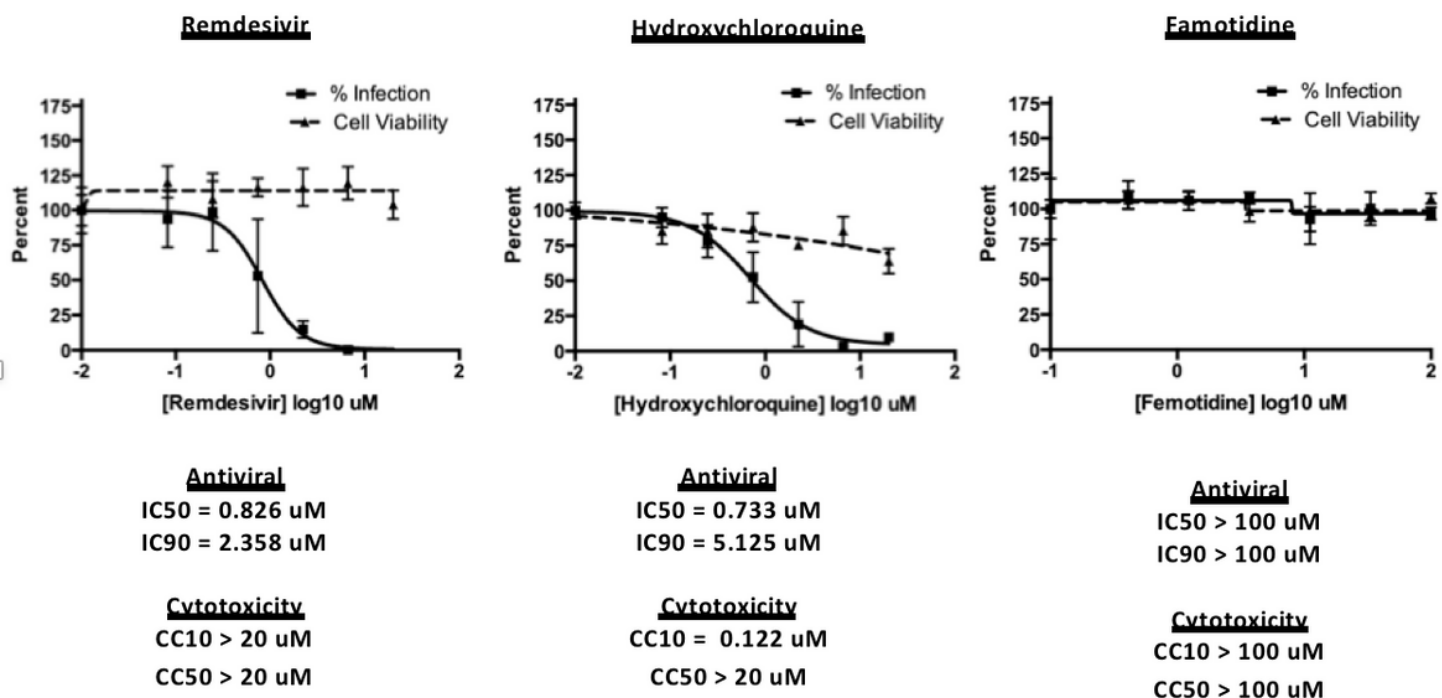 Remdesivir
% Infection
Cell Viability
175
150
125
100
75
50
25
0
Percent
-2 -1 0 1 2
[Remdesivir] log10 uM
Antiviral
IC50 = 0.826 uM
IC90 = 2.358 uM
Cytotoxicity
CC10 > 20 uM
CC50 > 20 uM
Hydroxychloroquine
% Infection
Cell Viability
175
150
125
100
75
50
25
0
Percent
-2 -1 0 1 2
[Hydroxychloroquine] log10 uM
Antiviral
IC50 = 0.733 uM
IC90 = 5.125 uM
Cytotoxicity
CC10 = 0.122 uM
CC50 > 20 uM
Famotidine
% Infection
Cell Viability
175
150
125
100
75
50
25
0
Percent
-1 0 1 2
[Femotidine] log10 uM
Antiviral
IC50 > 100 uM
IC90 > 100 uM
Cytotoxicity
CC10 > 100 uM
CC50 > 100 uM